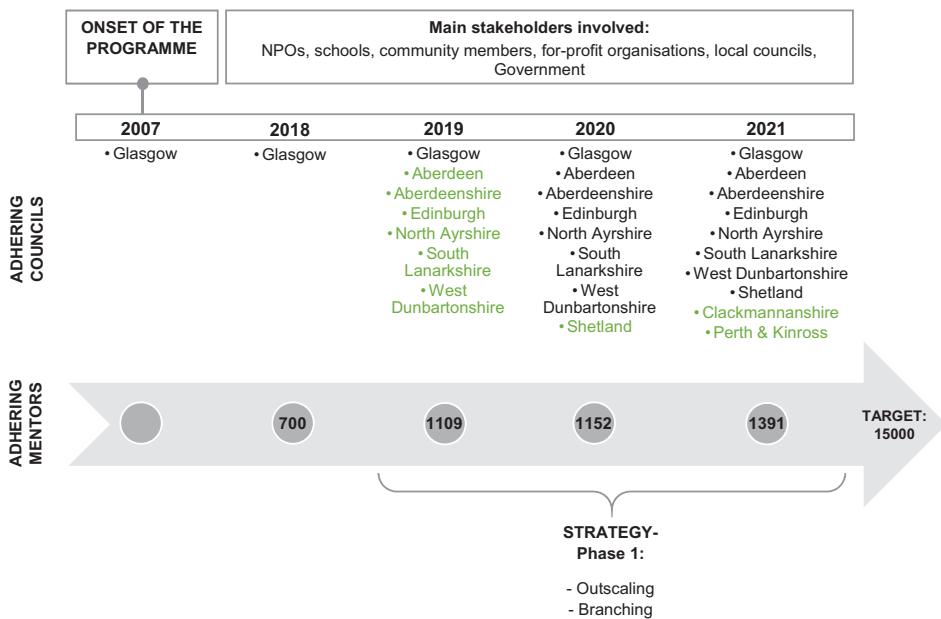 ONSET OF THE
PROGRAMME
Main stakeholders involved:
NPOs, schools, community members, for-profit organisations, local councils,
Government
2007
2018
2019
2020
2021
ADHERING
COUNCILS
• Glasgow
• Glasgow
• Glasgow
• Aberdeen
• Aberdeenshire
• Edinburgh
• North Ayrshire
• South
Lanarkshire
• West
Dunbartonshire
• Glasgow
• Aberdeen
• Aberdeenshire
• Edinburgh
• North Ayrshire
• South
Lanarkshire
• West
Dunbartonshire
• Shetland
• Glasgow
• Aberdeen
• Aberdeenshire
• Edinburgh
• North Ayrshire
• South Lanarkshire
• West Dunbartonshire
• Shetland
• Clackmannanshire
• Perth & Kinross
ADHERING
MENTORS
700
1109
1152
1391
TARGET:
15000
STRATEGY-
Phase 1:
- Outscaling
- Branching